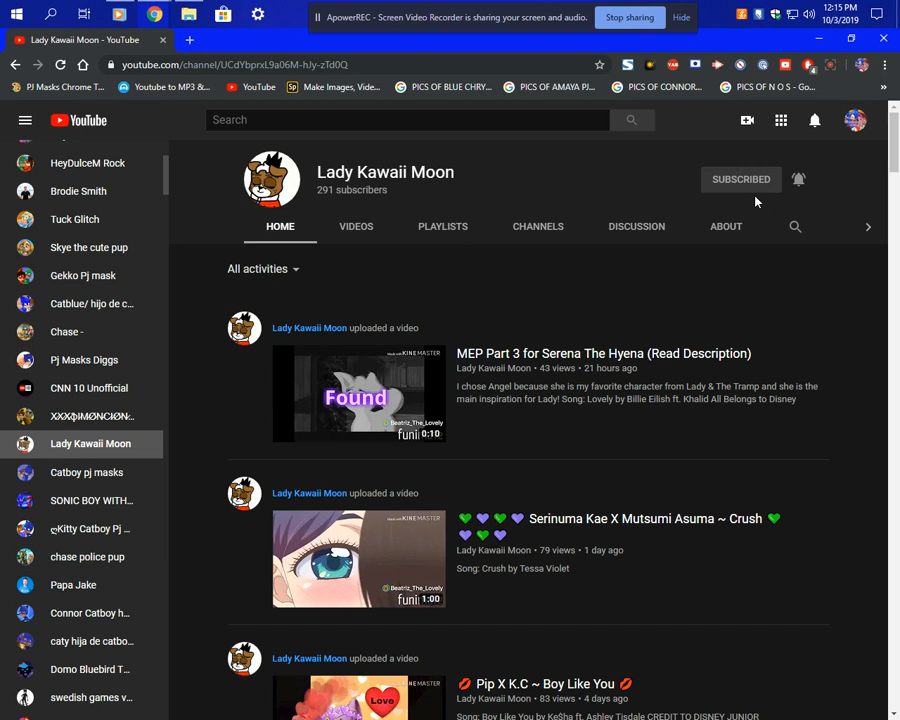 ApowerREC - Screen Video Recorder is sharing your screen and audio.
Stop sharing
Hide
12:15 PM
10/3/2019
Lady Kawaii Moon - YouTube
youtube.com/channel/UCdYbprxL9a06M-hJy-zTd0Q
PJ Masks Chrome T...
Youtube to MP3 &...
YouTube
Make Images, Vide...
PICS OF BLUE CHRY...
PICS OF AMAYA PJ...
PICS OF CONNOR...
PICS OF N O S - Go...
YouTube
Search
HeyDulceM Rock
Brodie Smith
Tuck Glitch
Skye the cute pup
Gekko Pj mask
Catblue/ hijo de c...
Chase -
Pj Masks Diggs
CNN 10 Unofficial
Lady Kawaii Moon
Catboy pj masks
SONIC BOY WITH...
ღKitty Catboy Pj ...
chase police pup
Papa Jake
Connor Catboy h...
caty hija de catbo...
Domo Bluebird T...
swedish games v...
Lady Kawaii Moon
291 subscribers
SUBSCRIBED
HOME
VIDEOS
PLAYLISTS
CHANNELS
DISCUSSION
ABOUT
All activities
Lady Kawaii Moon uploaded a video
KINEMASTER
Found
Beatriz_The_Lovely
funi
0:10
MEP Part 3 for Serena The Hyena (Read Description)
Lady Kawaii Moon • 43 views • 21 hours ago
I chose Angel because she is my favorite character from Lady & The Tramp and she is the
main inspiration for Lady! Song: Lovely by Billie Eilish ft. Khalid All Belongs to Disney
Lady Kawaii Moon uploaded a video
KINEMASTER
Beatriz_The_Lovely
funi
1:00
💚 💜 💚 💜 Serinuma Kae X Mutsumi Asuma ~ Crush 💚
💜 💚 💜
Lady Kawaii Moon • 79 views • 1 day ago
Song: Crush by Tessa Violet
Lady Kawaii Moon uploaded a video
KINEMASTER
Love
💋 Pip X K.C ~ Boy Like You 💋
Lady Kawaii Moon • 83 views • 4 days ago
Song: Boy Like You by Ke$ha ft. Ashley Tisdale CREDIT TO DISNEY JUNIOR